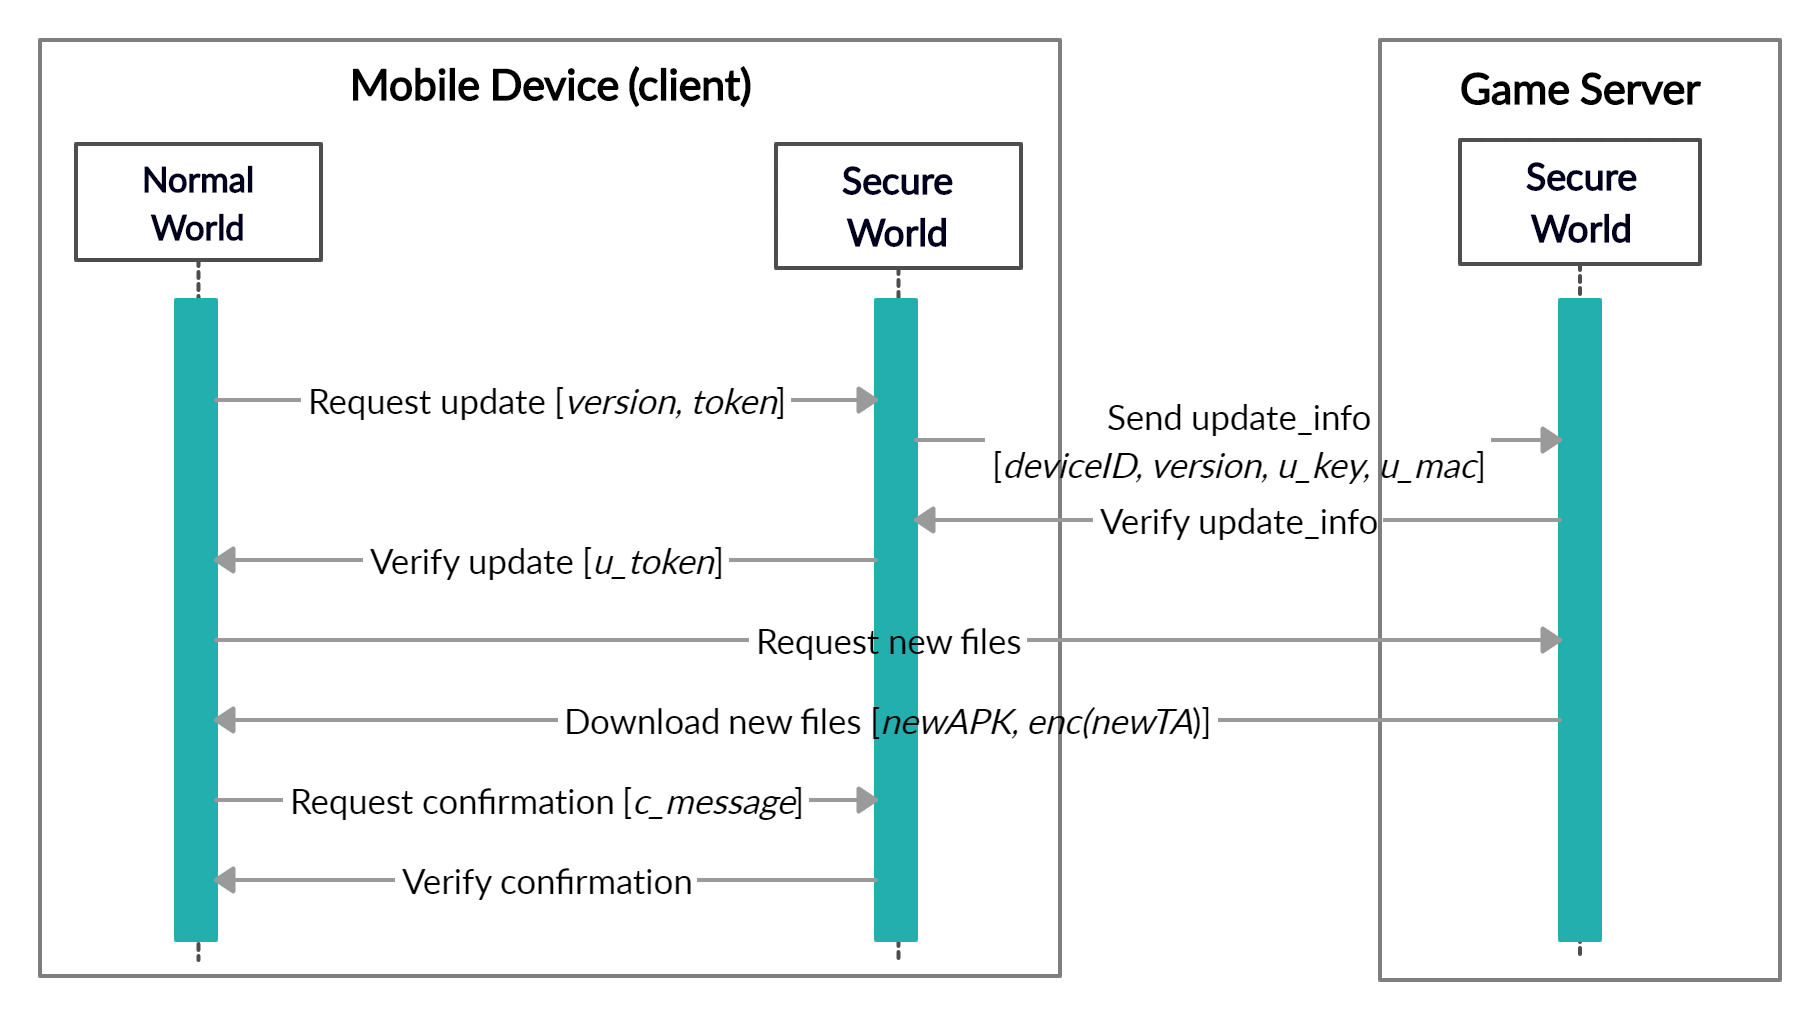 Mobile Device (client)
Game Server
Normal
World
Secure
World
Secure
World
Request update [version, token]
Send update_info
[deviceID, version, u_key, u_mac]
Verify update_info
Verify update [u_token]
Request new files
Download new files [newAPK, enc(newTA)]
Request confirmation [c_message]
Verify confirmation